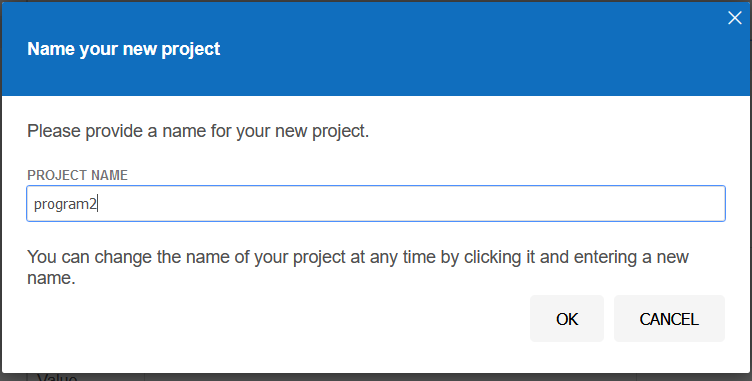 Name your new project
Please provide a name for your new project.
PROJECT NAME
program2
You can change the name of your project at any time by clicking it and entering a new
name.
OK CANCEL
Value